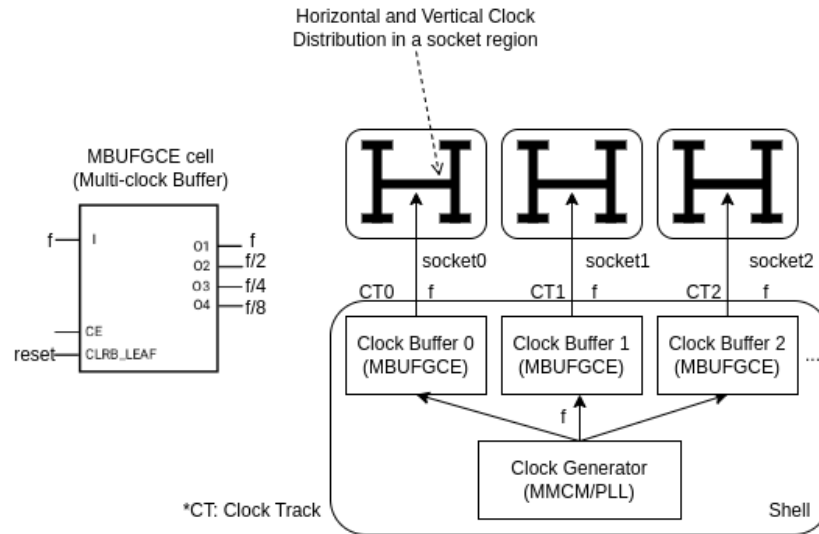 Horizontal and Vertical Clock
Distribution in a socket region
MBUFGCE cell
(Multi-clock Buffer)
f
I
O1
f
O2
f/2
O3
f/4
O4
f/8
CE
reset
CLRB_LEAF
socket0
socket1
socket2
CT0
f
CT1
f
CT2
f
Clock Buffer 0
(MBUFGCE)
Clock Buffer 1
(MBUFGCE)
Clock Buffer 2
(MBUFGCE)
...
f
Clock Generator
(MMCM/PLL)
*CT: Clock Track
Shell